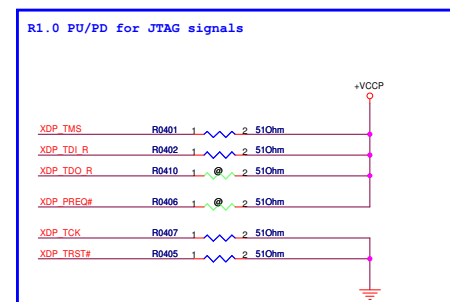 R1.0 PU/PD for JTAG signals
+VCCP
XDP_TMS R0401 1 2 51Ohm
XDP_TDI_R R0402 1 2 51Ohm
XDP_TDO_R R0410 1 @ 2 51Ohm
XDP_PREQ# R0406 1 @ 2 51Ohm
XDP_TCK R0407 1 2 51Ohm
XDP_TRST# R0405 1 2 51Ohm